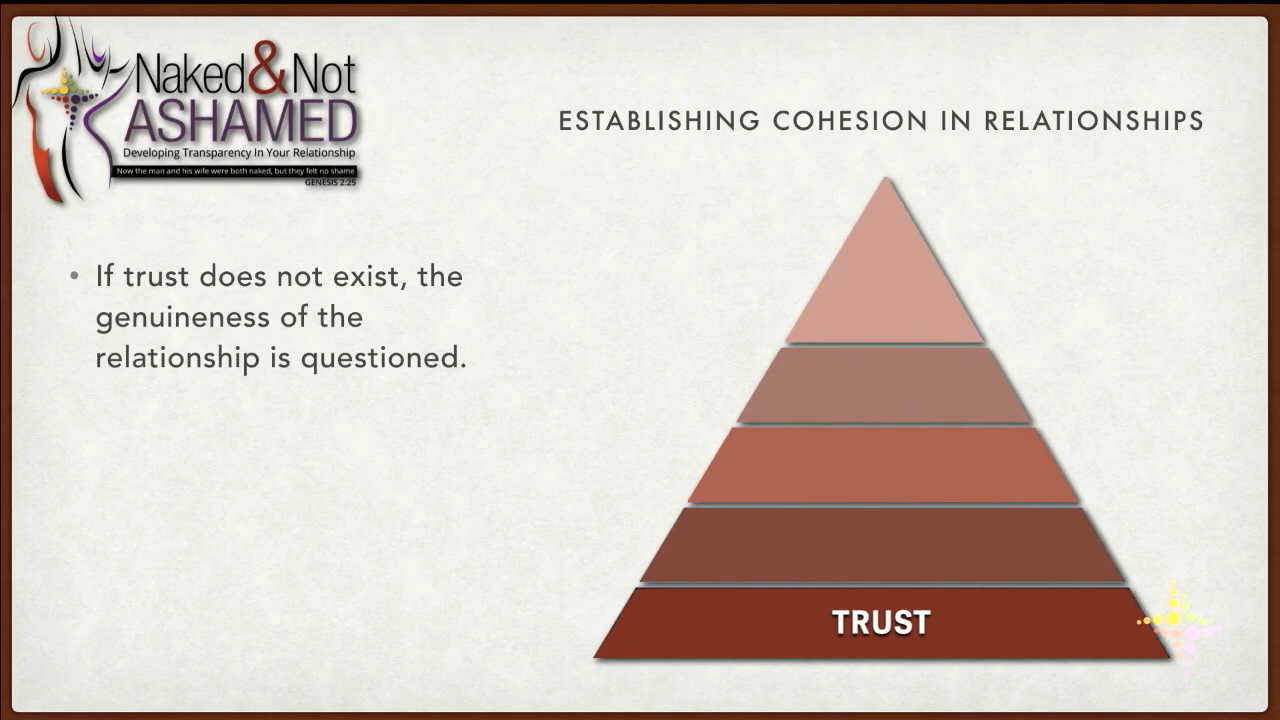 Naked&Not
ASHAMED
Developing Transparency In Your Relationship
Now the man and his wife were both naked, but they felt no shame
GENESIS 2:25
ESTABLISHING COHESION IN RELATIONSHIPS
• If trust does not exist, the
genuineness of the
relationship is questioned.
TRUST